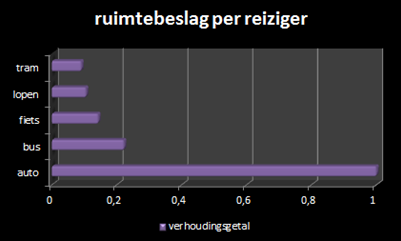 ruimtebeslag per reiziger
tram
lopen
fiets
bus
auto
0 0,2 0,4 0,6 0,8 1
verhoudingsgetal